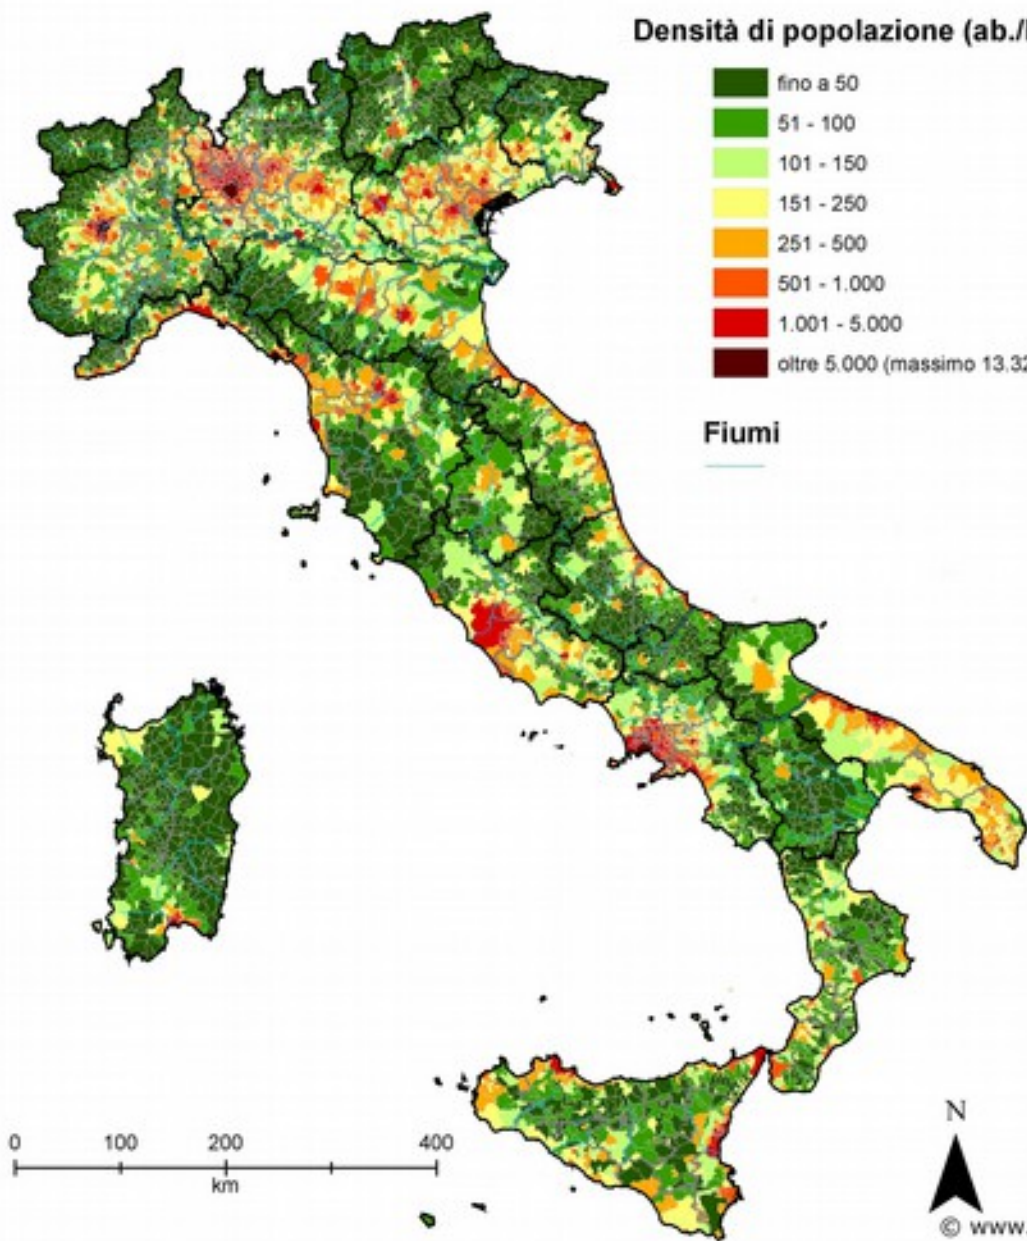 Densità di popolazione (ab./
fino a 50
51 - 100
101 - 150
151 - 250
251 - 500
501 - 1.000
1.001 - 5.000
oltre 5.000 (massimo 13.32
Fiumi
0 100 200 400
km
N
© www.